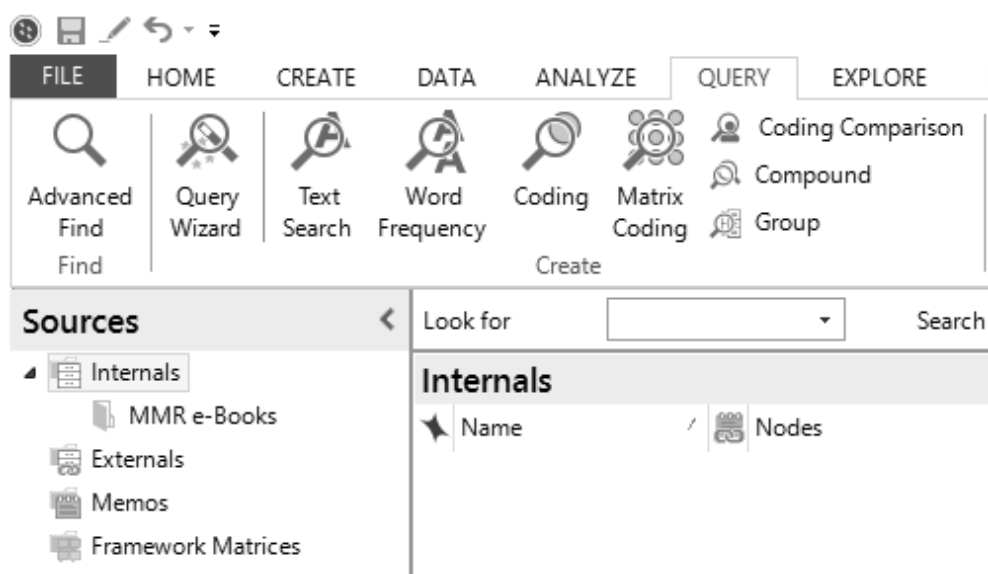 FILE HOME CREATE DATA ANALYZE QUERY EXPLORE
Advanced Find
Query Wizard
Text Search
Word Frequency
Coding
Matrix Coding
Coding Comparison
Compound
Group
Find
Create
Sources
Look for
Search
Internals
MMR e-Books
Externals
Memos
Framework Matrices
Internals
Name
Nodes